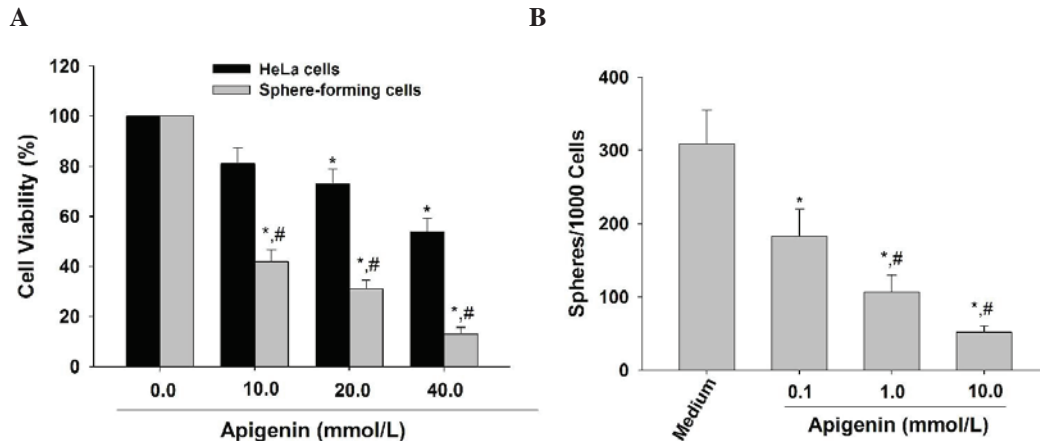 A
B
120
100
80
60
40
20
0
Cell Viability (%)
HeLa cells
Sphere-forming cells
*,#
*
*,#
*
*,#
0.0 10.0 20.0 40.0
Apigenin (mmol/L)
400
300
200
100
0
Spheres/1000 Cells
*
*,#
*,#
Medium 0.1 1.0 10.0
Apigenin (mmol/L)